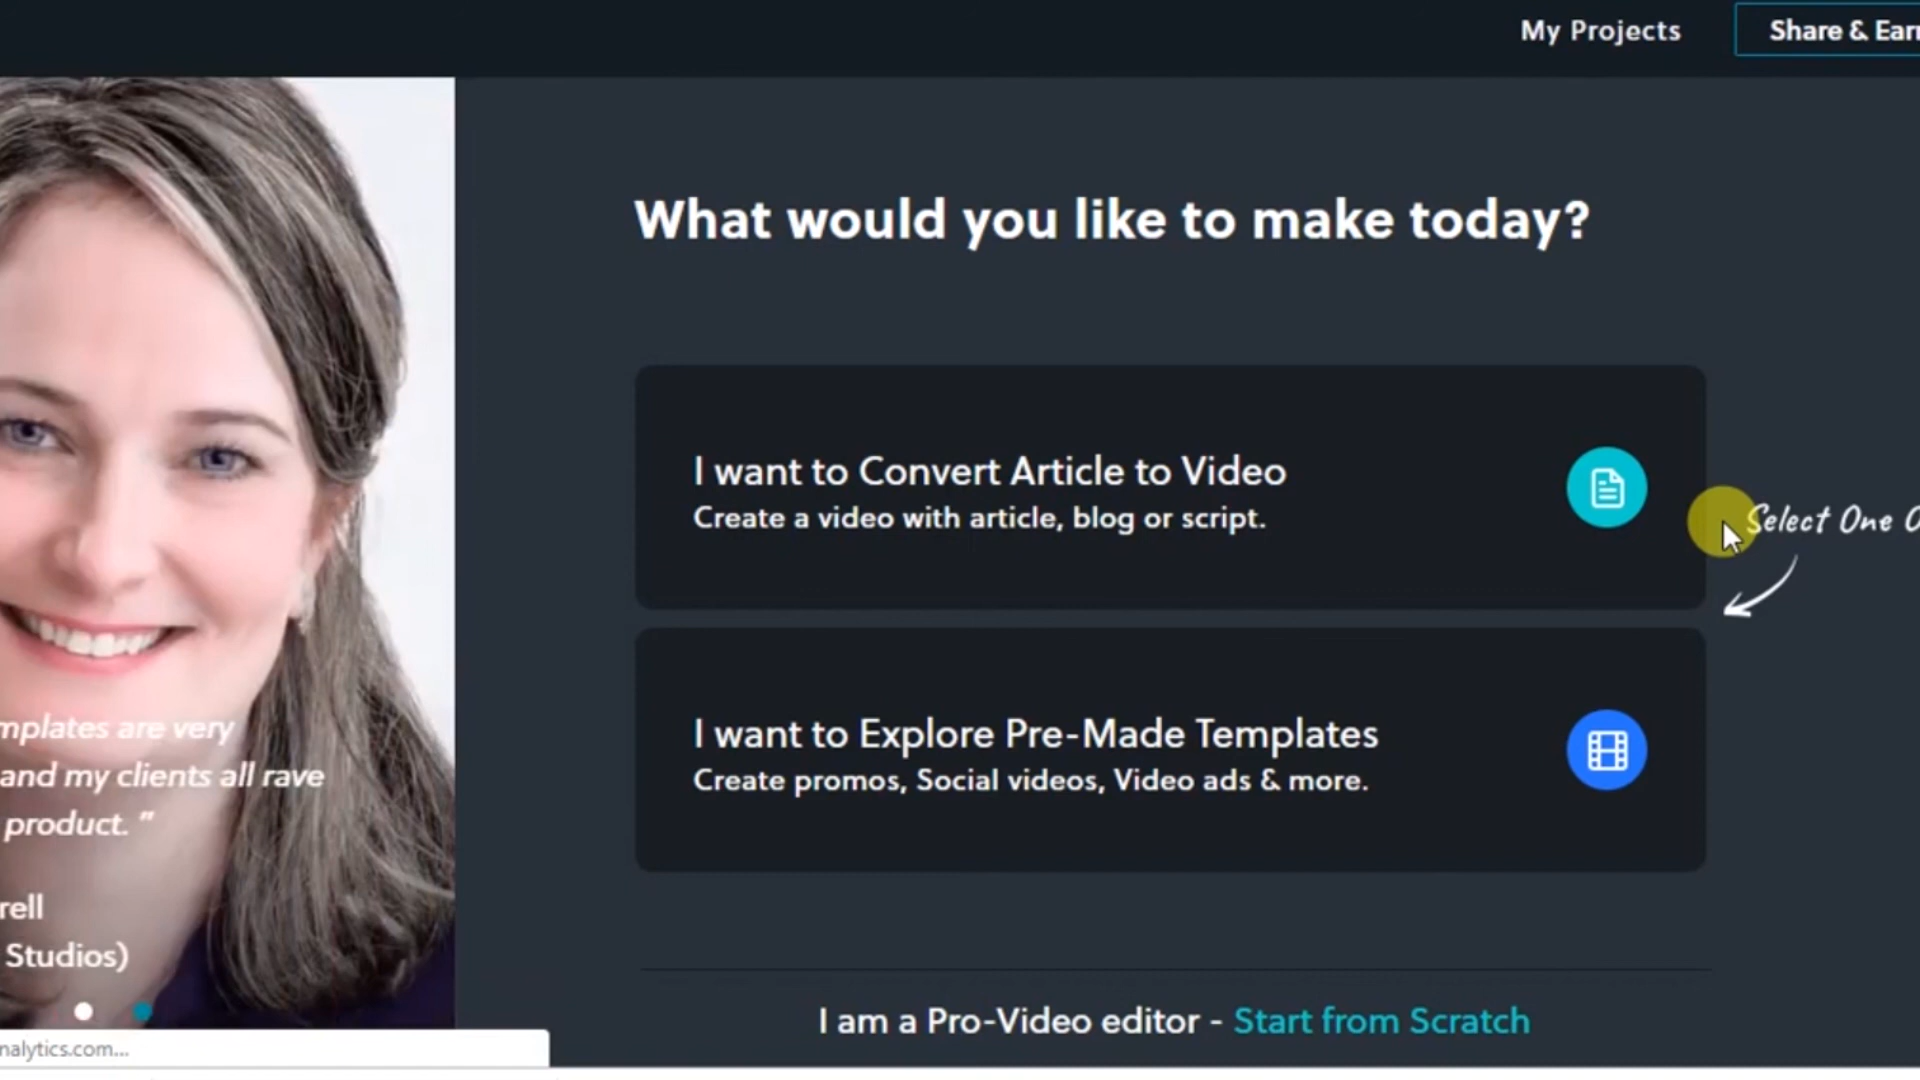 My Projects
Share & Earn
What would you like to make today?
I want to Convert Article to Video
Create a video with article, blog or script.
Select One
I want to Explore Pre-Made Templates
Create promos, Social videos, Video ads & more.
I am a Pro-Video editor - Start from Scratch
mplates are very
and my clients all rave
product. ”
rell
Studios)
nalytics.com...